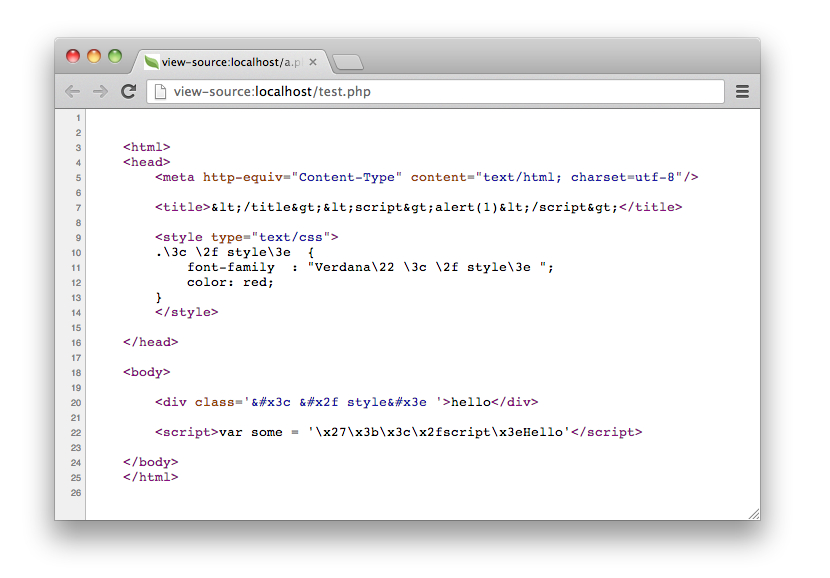 view-source:localhost/a.p
view-source:localhost/test.php
1
2
3 <html>
4 <head>
5 <meta http-equiv="Content-Type" content="text/html; charset=utf-8"/>
6
7 <title>&lt;/title&gt;&lt;script&gt;alert(1)&lt;/script&gt;</title>
8
9 <style type="text/css">
10 .\3c \2f style\3e  {
11 font-family  : "Verdana\22 \3c \2f style\3e ";
12 color: red;
13 }
14 </style>
15
16 </head>
17
18 <body>
19
20 <div class='&#x3c &#x2f style&#x3e '>hello</div>
21
22 <script>var some = '\x27\x3b\x3c\x2fscript\x3eHello'</script>
23
24 </body>
25 </html>
26